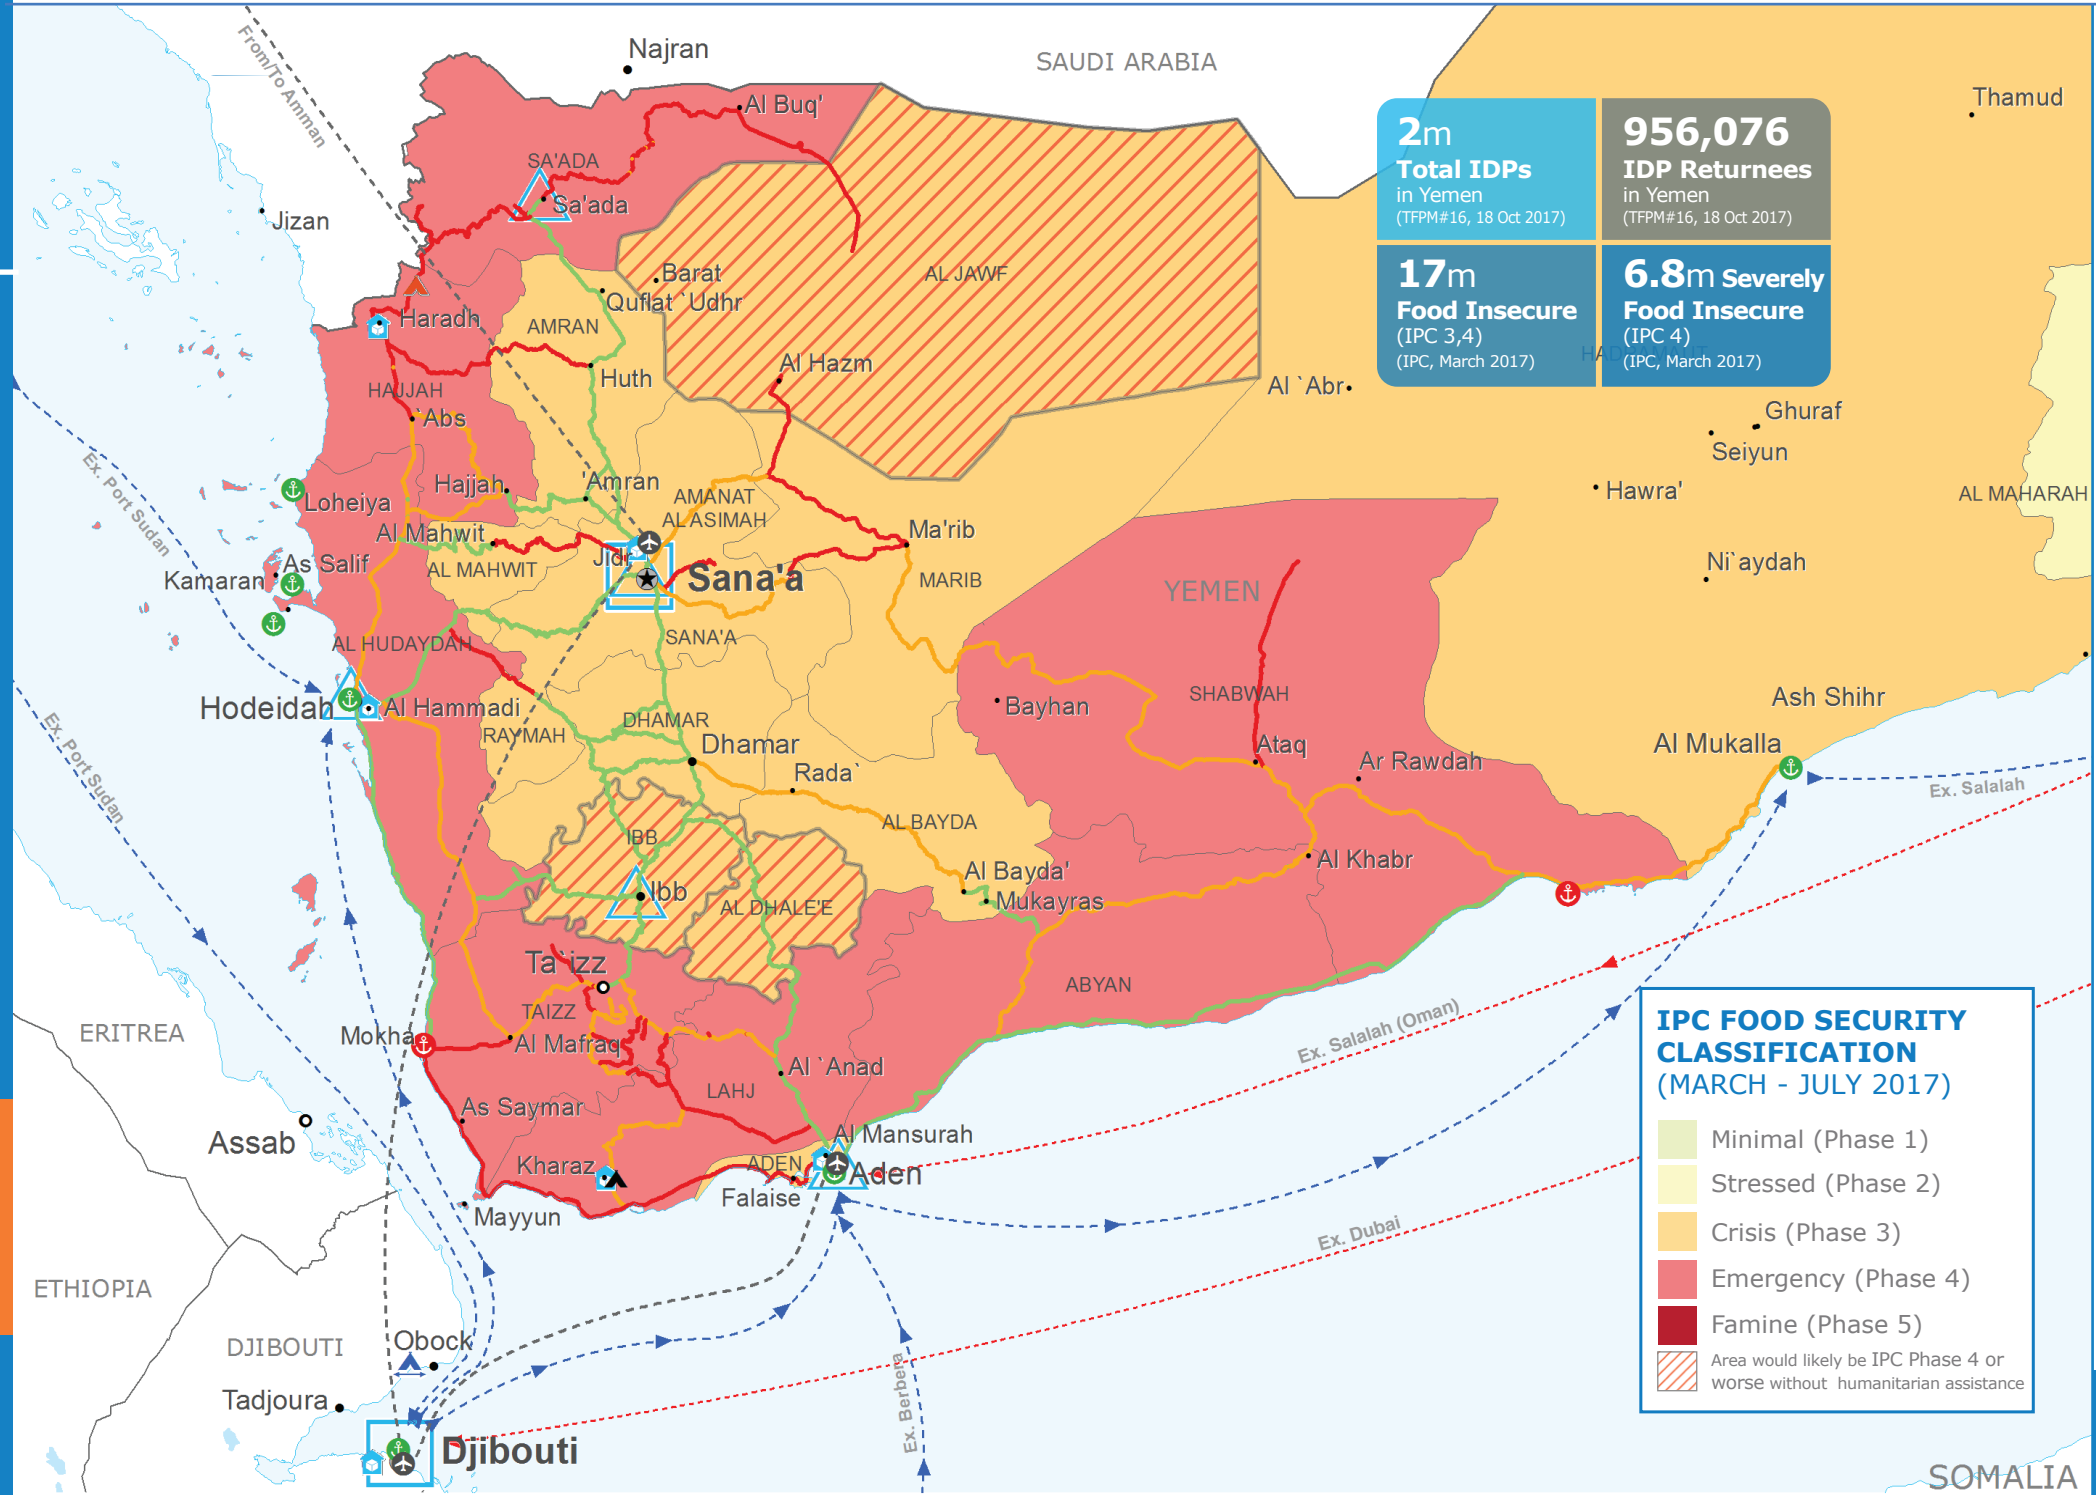 From/To Amman
Najran
SAUDI ARABIA
Thamud
Al Buq'
2m
Total IDPs
in Yemen
(TFPM#16, 18 Oct 2017)
956,076
IDP Returnees
in Yemen
(TFPM#16, 18 Oct 2017)
17m
Food Insecure
(IPC 3,4)
(IPC, March 2017)
6.8m Severely
Food Insecure
(IPC 4)
(IPC, March 2017)
HADRAMAUT
SA'ADA
Sa'ada
Jizan
Barat
Quflat `Udhr
AL JAWF
Haradh
AMRAN
Huth
Al Hazm
HAJJAH
`Abs
Al `Abr
Ghuraf
Seiyun
Hawra'
AL MAHARAH
Ex. Port Sudan
Loheiya
Hajjah
'Amran
AMANAT
AL ASIMAH
Al Mahwit
Jidr
Ma'rib
As Salif
Kamaran
AL MAHWIT
Sana'a
MARIB
YEMEN
Ni`aydah
AL HUDAYDAH
SANA'A
Hodeidah
Al Hammadi
RAYMAH
DHAMAR
Dhamar
Rada`
Bayhan
SHABWAH
Ataq
Ar Rawdah
Ash Shihr
Al Mukalla
Ex. Salalah
Ex. Port Sudan
IBB
Ibb
AL BAYDA
Al Bayda'
Mukayras
Al Khabr
AL DHALE'E
Ta`izz
TAIZZ
ABYAN
Mokha
Al Mafraq
Al `Anad
LAHJ
As Saymar
Al Mansurah
ADEN
Aden
Kharaz
Falaise
Mayyun
ERITREA
Assab
ETHIOPIA
DJIBOUTI
Obock
Tadjoura
Djibouti
Ex. Salalah (Oman)
Ex. Dubai
Ex. Berbera
IPC FOOD SECURITY
CLASSIFICATION
(MARCH - JULY 2017)
Minimal (Phase 1)
Stressed (Phase 2)
Crisis (Phase 3)
Emergency (Phase 4)
Famine (Phase 5)
Area would likely be IPC Phase 4 or
worse without humanitarian assistance
SOMALIA